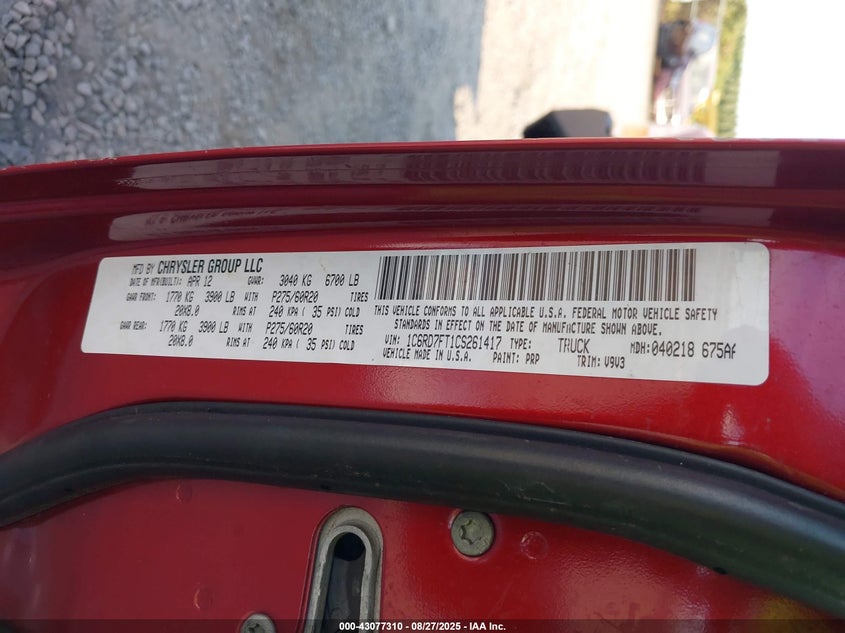 MFD BY CHRYSLER GROUP LLC
DATE OF MFR(BUILT): APR 12 GVWR: 3040 KG 6700 LB
GAWR FRONT: 1770 KG 3900 LB WITH P275/60R20 TIRES
20X8.0 RIMS AT 240 KPA ( 35 PSI) COLD
GAWR REAR: 1770 KG 3900 LB WITH P275/60R20 TIRES
20X8.0 RIMS AT 240 KPA ( 35 PSI) COLD
THIS VEHICLE CONFORMS TO ALL APPLICABLE U.S.A. FEDERAL MOTOR VEHICLE SAFETY
STANDARDS IN EFFECT ON THE DATE OF MANUFACTURE SHOWN ABOVE.
VIN: 1C6RD7FT1CS261417 TYPE: TRUCK MDH: 040218 675AA
VEHICLE MADE IN U.S.A. PAINT: PRP TRIM: V9V3
000-43077310 | 08/27/2025 | © IAA Inc.